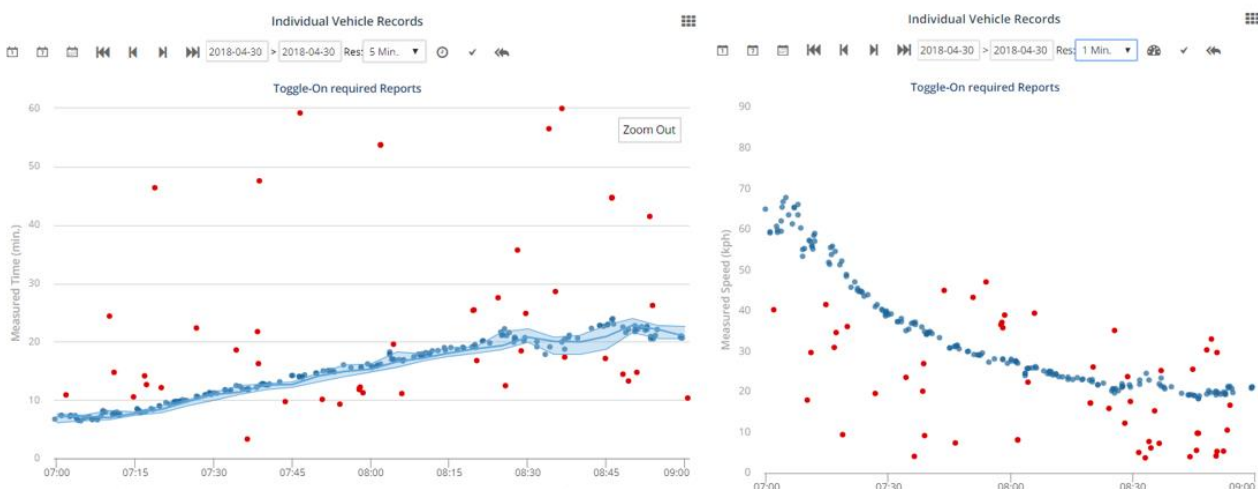 Individual Vehicle Records
2018-04-30 > 2018-04-30 Res: 5 Min.
Toggle-On required Reports
Zoom Out
Measured Time (min.)
60
50
40
30
20
10
0
07:00 07:15 07:30 07:45 08:00 08:15 08:30 08:45 09:00
Individual Vehicle Records
2018-04-30 > 2018-04-30 Res: 1 Min.
Toggle-On required Reports
Measured Speed (kph)
90
80
70
60
50
40
30
20
10
0
07:00 07:30 08:00 08:30 09:00